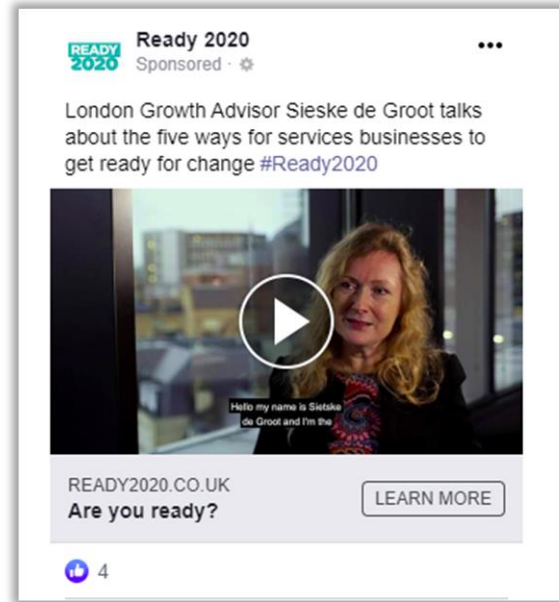 READY
2020
Ready 2020
Sponsored ·
London Growth Advisor Sieske de Groot talks
about the five ways for services businesses to
get ready for change #Ready2020
Hello my name is Sietske
de Groot and I'm the
READY2020.CO.UK
Are you ready?
LEARN MORE
4